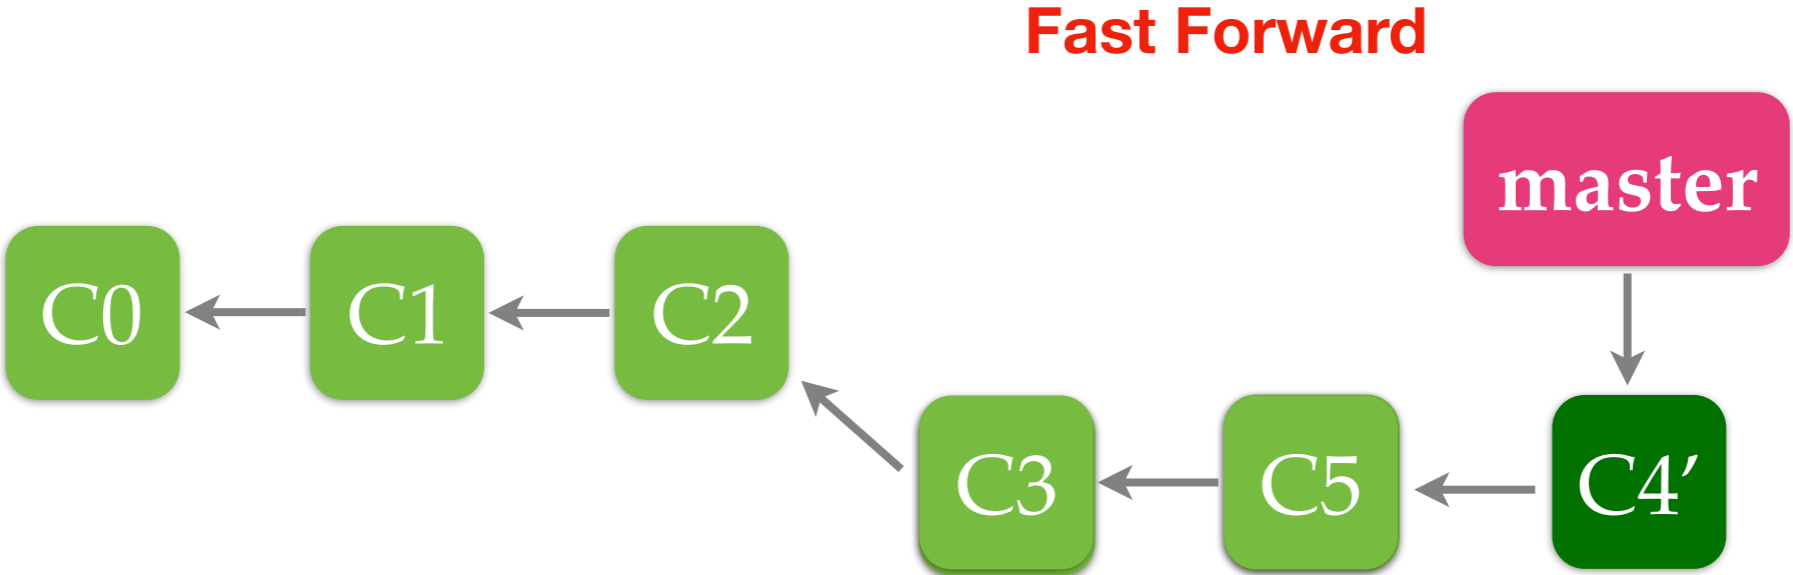 Fast Forward
master
C0
C1
C2
C3
C5
C4′